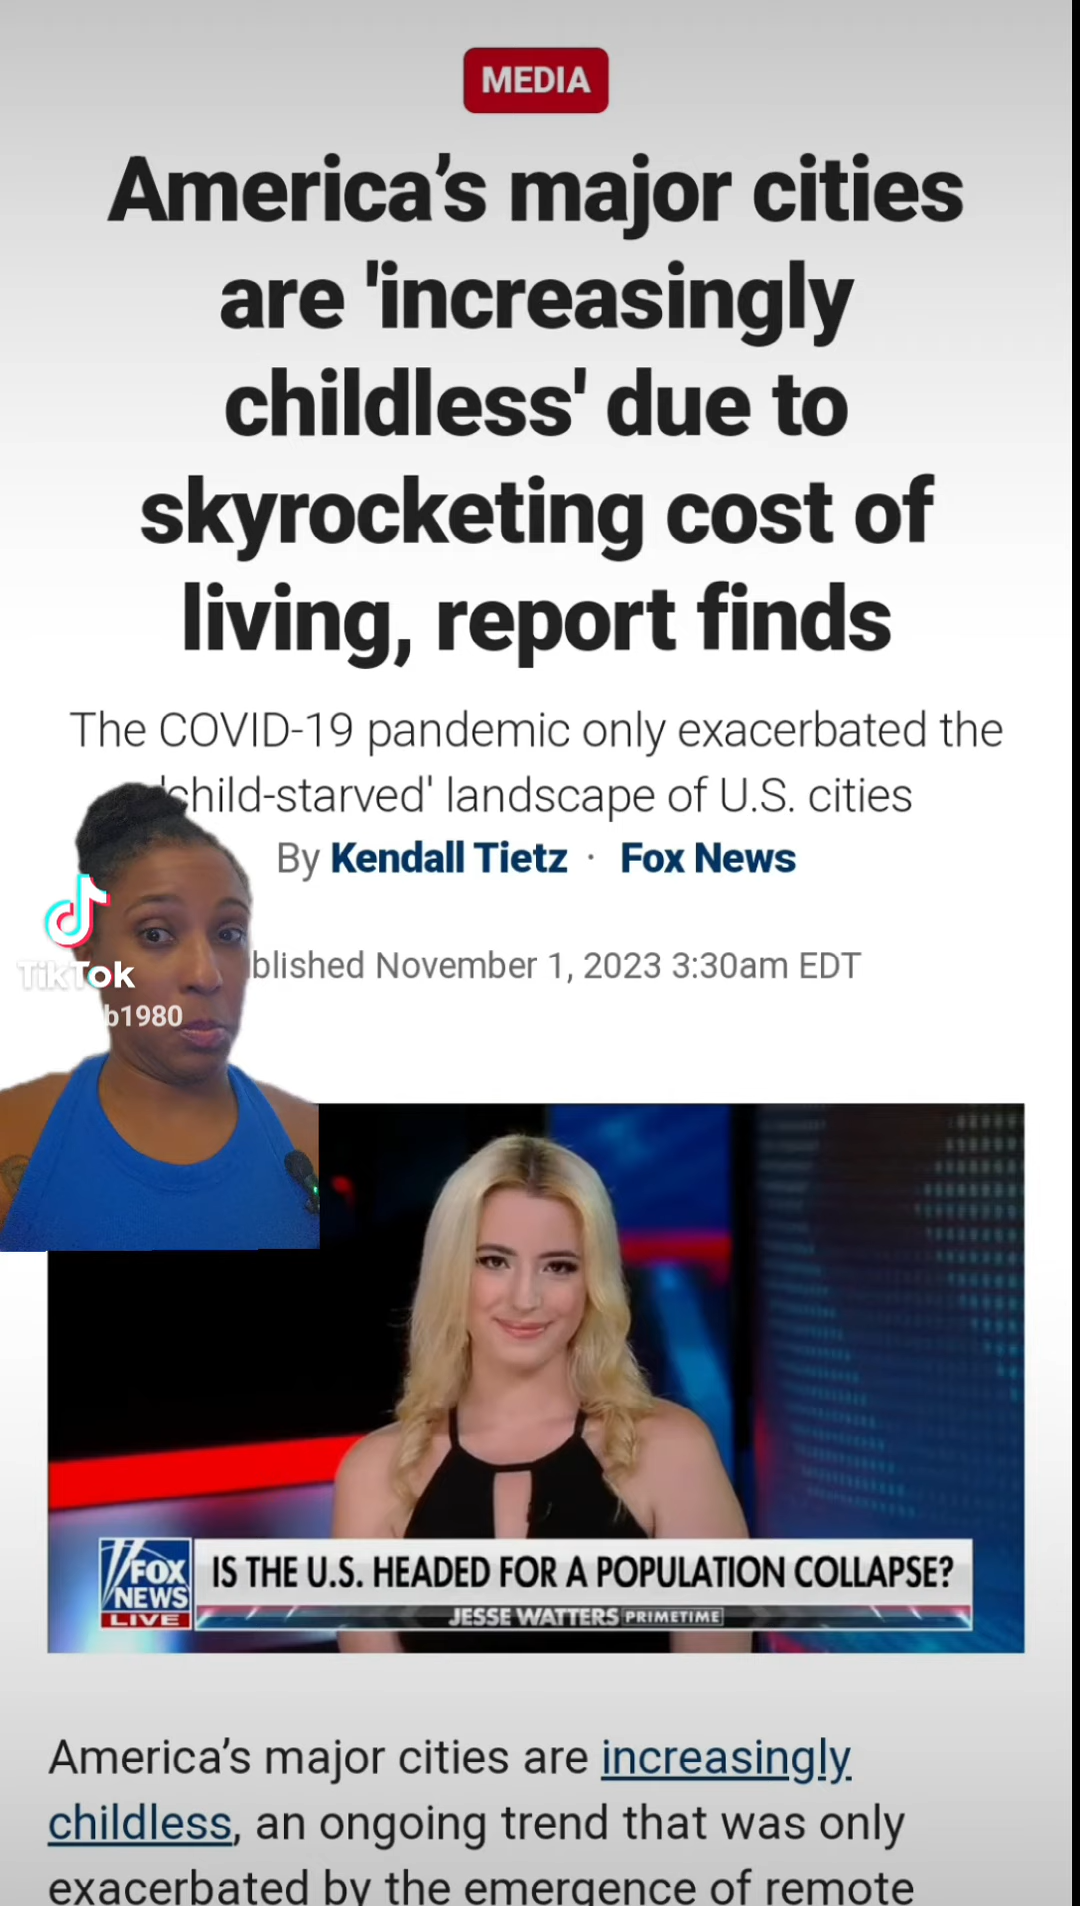 MEDIA
America’s major cities
are 'increasingly
childless' due to
skyrocketing cost of
living, report finds
The COVID-19 pandemic only exacerbated the
'child-starved' landscape of U.S. cities
By Kendall Tietz · Fox News
TikTok
blished November 1, 2023 3:30am EDT
b1980
FOX
NEWS
LIVE
IS THE U.S. HEADED FOR A POPULATION COLLAPSE?
JESSE WATTERS PRIMETIME
America’s major cities are increasingly
childless, an ongoing trend that was only
exacerbated by the emergence of remote